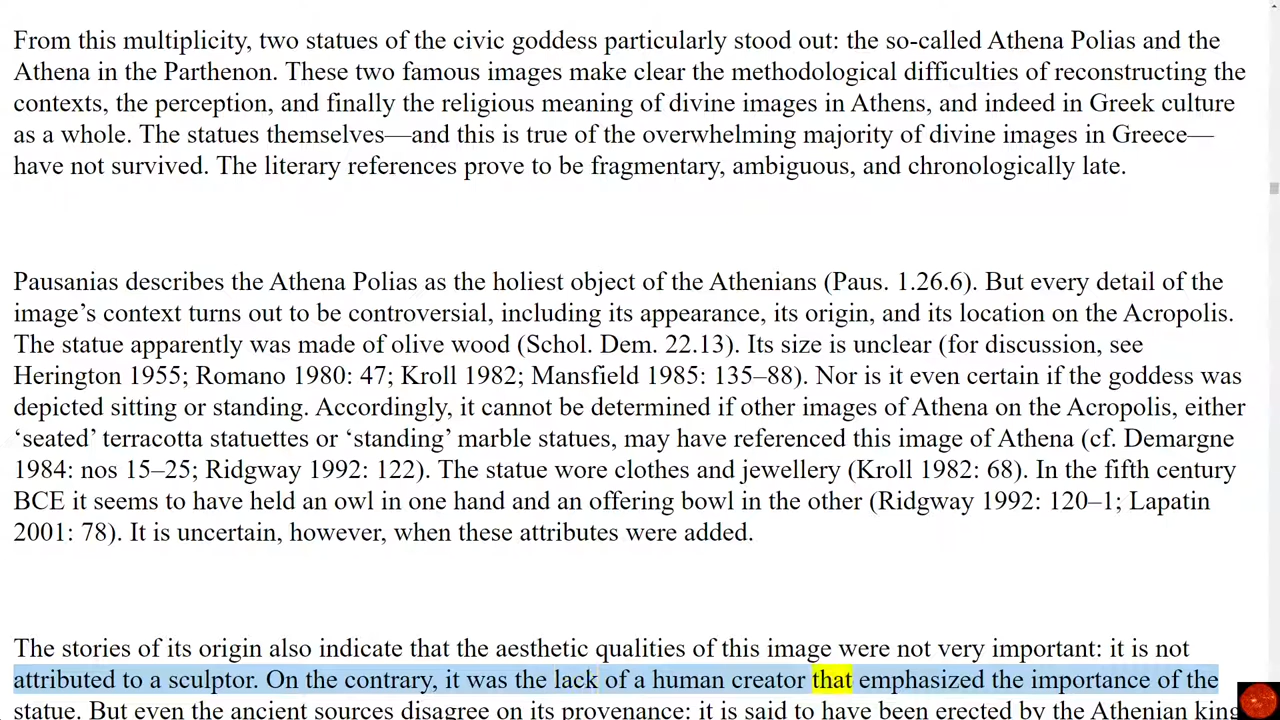 From this multiplicity, two statues of the civic goddess particularly stood out: the so-called Athena Polias and the
Athena in the Parthenon. These two famous images make clear the methodological difficulties of reconstructing the
contexts, the perception, and finally the religious meaning of divine images in Athens, and indeed in Greek culture
as a whole. The statues themselves—and this is true of the overwhelming majority of divine images in Greece—
have not survived. The literary references prove to be fragmentary, ambiguous, and chronologically late.
Pausanias describes the Athena Polias as the holiest object of the Athenians (Paus. 1.26.6). But every detail of the
image’s context turns out to be controversial, including its appearance, its origin, and its location on the Acropolis.
The statue apparently was made of olive wood (Schol. Dem. 22.13). Its size is unclear (for discussion, see
Herington 1955; Romano 1980: 47; Kroll 1982; Mansfield 1985: 135–88). Nor is it even certain if the goddess was
depicted sitting or standing. Accordingly, it cannot be determined if other images of Athena on the Acropolis, either
‘seated’ terracotta statuettes or ‘standing’ marble statues, may have referenced this image of Athena (cf. Demargne
1984: nos 15–25; Ridgway 1992: 122). The statue wore clothes and jewellery (Kroll 1982: 68). In the fifth century
BCE it seems to have held an owl in one hand and an offering bowl in the other (Ridgway 1992: 120–1; Lapatin
2001: 78). It is uncertain, however, when these attributes were added.
The stories of its origin also indicate that the aesthetic qualities of this image were not very important: it is not
attributed to a sculptor. On the contrary, it was the lack of a human creator that emphasized the importance of the
statue. But even the ancient sources disagree on its provenance: it is said to have been erected by the Athenian king